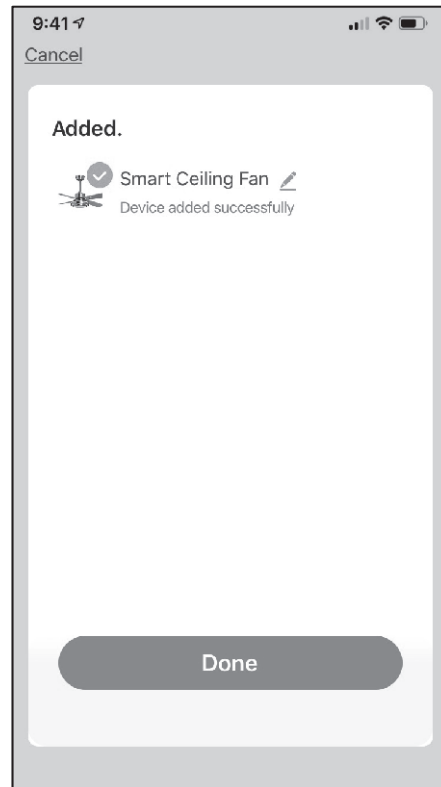 9:41
Cancel
Added.
Smart Ceiling Fan
Device added successfully
Done